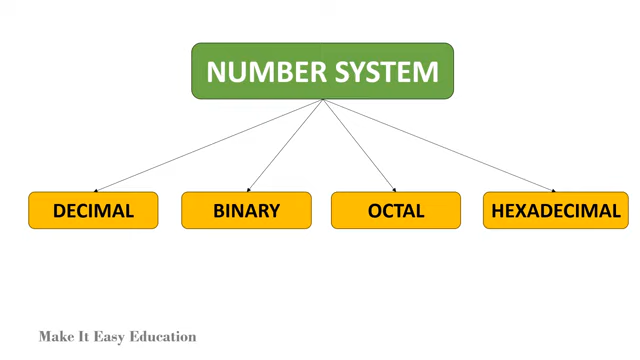 NUMBER SYSTEM
DECIMAL
BINARY
OCTAL
HEXADECIMAL
Make It Easy Education